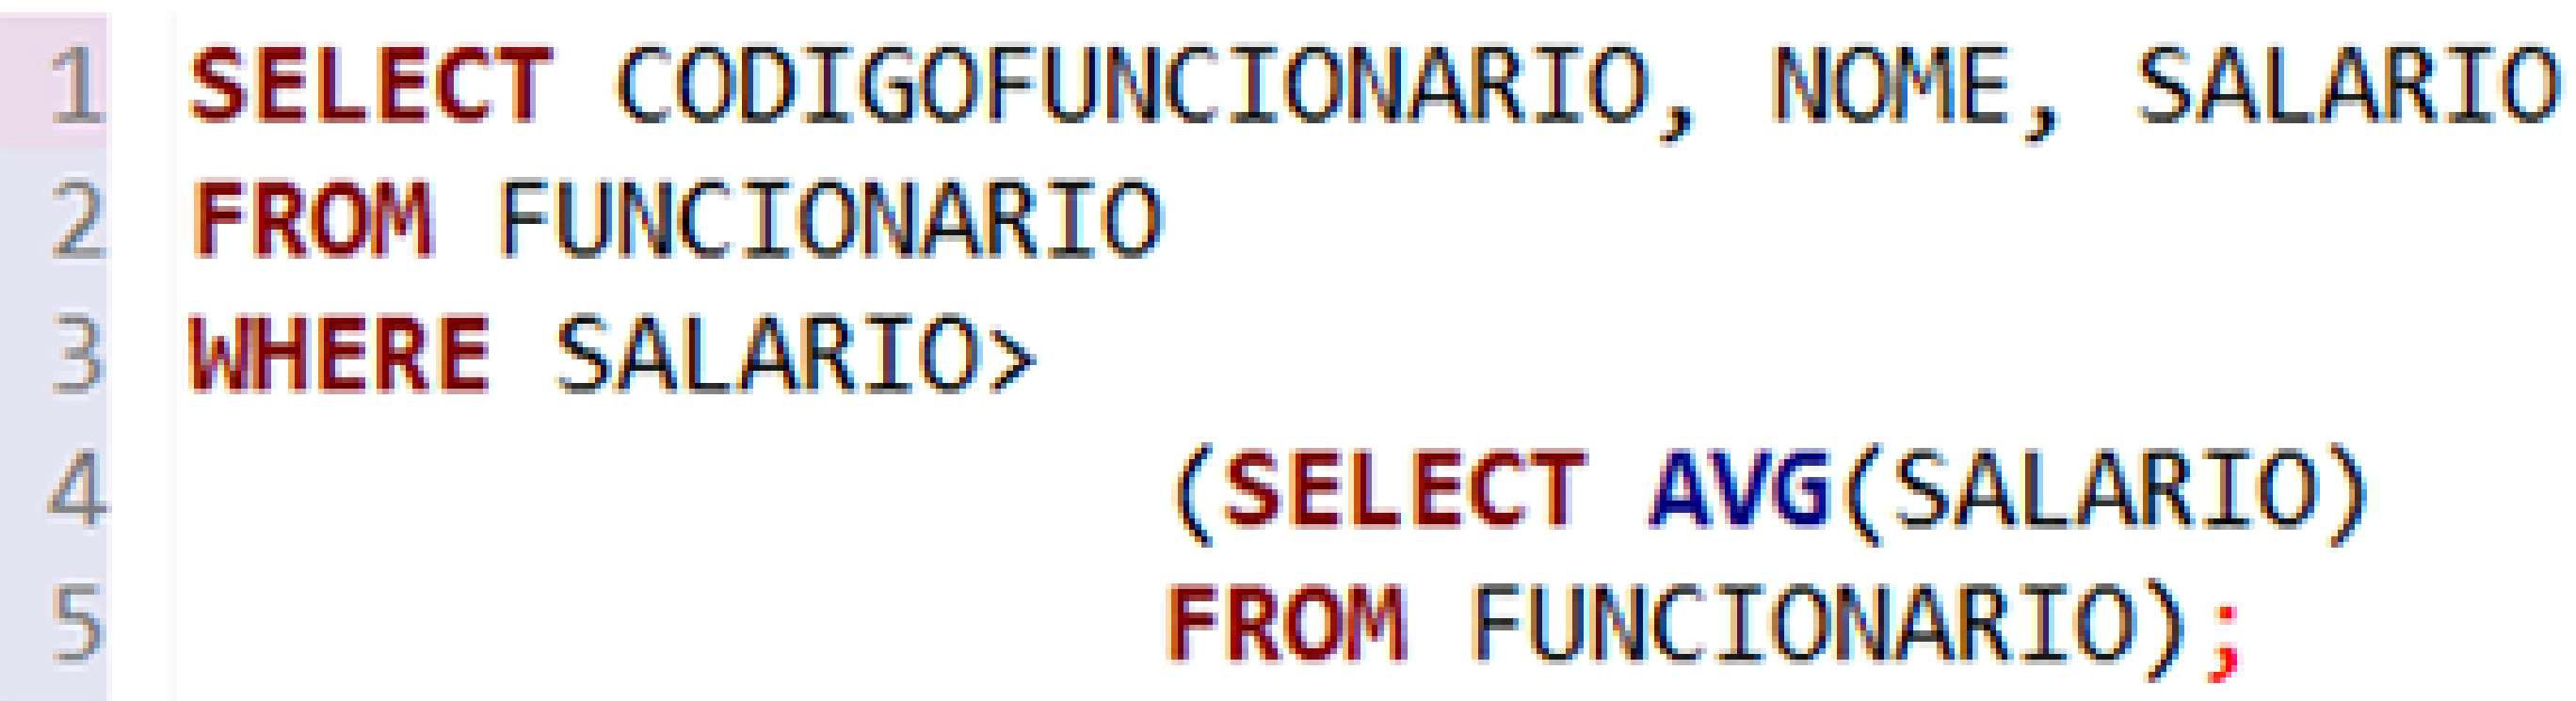 1 SELECT CODIGOFUNCIONARIO, NOME, SALARIO
2 FROM FUNCIONARIO
3 WHERE SALARIO>
4 (SELECT AVG(SALARIO)
5 FROM FUNCIONARIO);